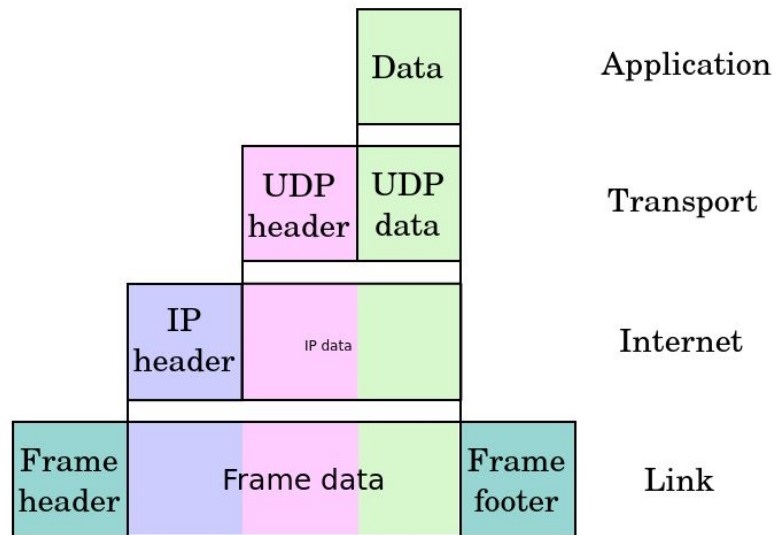 Data
Application
UDP
header
UDP
data
Transport
IP
header
IP data
Internet
Frame
header
Frame data
Frame
footer
Link